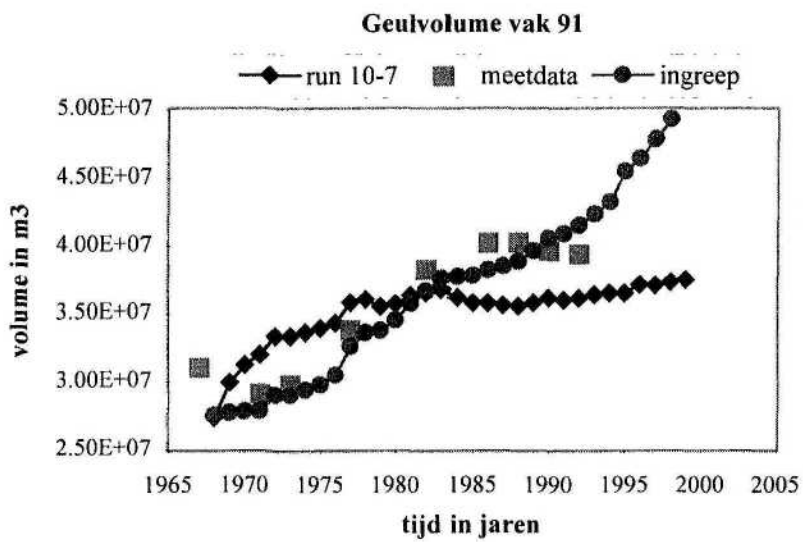 Geulvolume vak 91
run 10-7 meetdata ingreep
5.00E+07
4.50E+07
4.00E+07
3.50E+07
3.00E+07
2.50E+07
volume in m3
1965 1970 1975 1980 1985 1990 1995 2000 2005
tijd in jaren